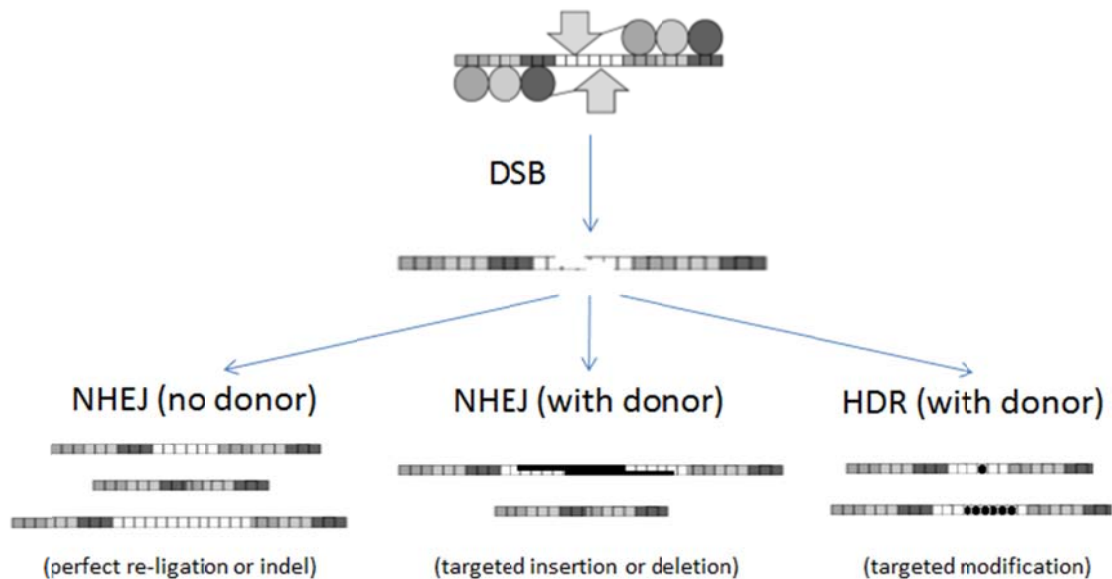 DSB
NHEJ (no donor)
NHEJ (with donor)
HDR (with donor)
(perfect re-ligation or indel)
(targeted insertion or deletion)
(targeted modification)